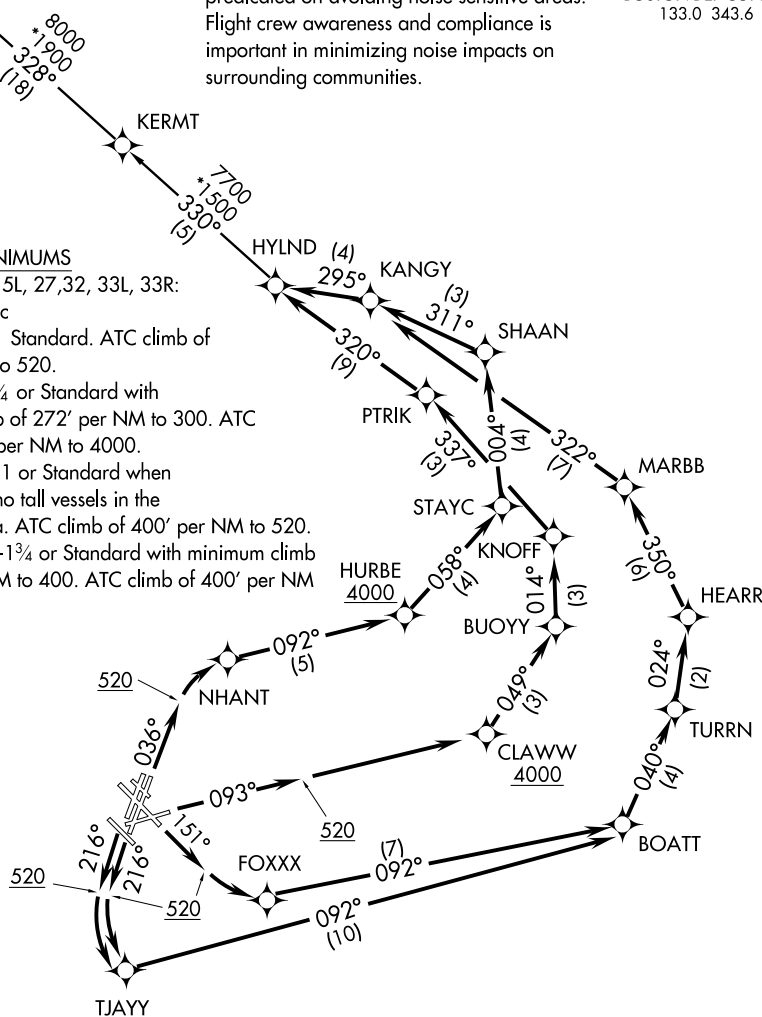 predicated on avoiding noise sensitive areas.
Flight crew awareness and compliance is
important in minimizing noise impacts on
surrounding communities.
133.0 343.6
8000
*1900
328°
(18)
KERMT
7700
*1500
330°
(5)
HYLND
(4)
295°
KANGY
(3)
311°
SHAAN
320°
(9)
PTRIK
337°
(3)
004°
(4)
322°
(7)
MARBB
NIMUMS
5L, 27,32, 33L, 33R:
c
Standard. ATC climb of
o 520.
¼ or Standard with
b of 272' per NM to 300. ATC
per NM to 4000.
1 or Standard when
no tall vessels in the
a. ATC climb of 400' per NM to 520.
-1¾ or Standard with minimum climb
M to 400. ATC climb of 400' per NM
STAYC
KNOFF
350°
(6)
HURBE
4000
058°
(4)
014°
(3)
HEARR
BUOYY
092°
(5)
NHANT
520
049°
(3)
024°
(2)
TURRN
036°
CLAWW
4000
040°
(4)
093°
520
BOATT
151°
216°
216°
FOXXX
(7)
092°
520
520
092°
(10)
TJAYY